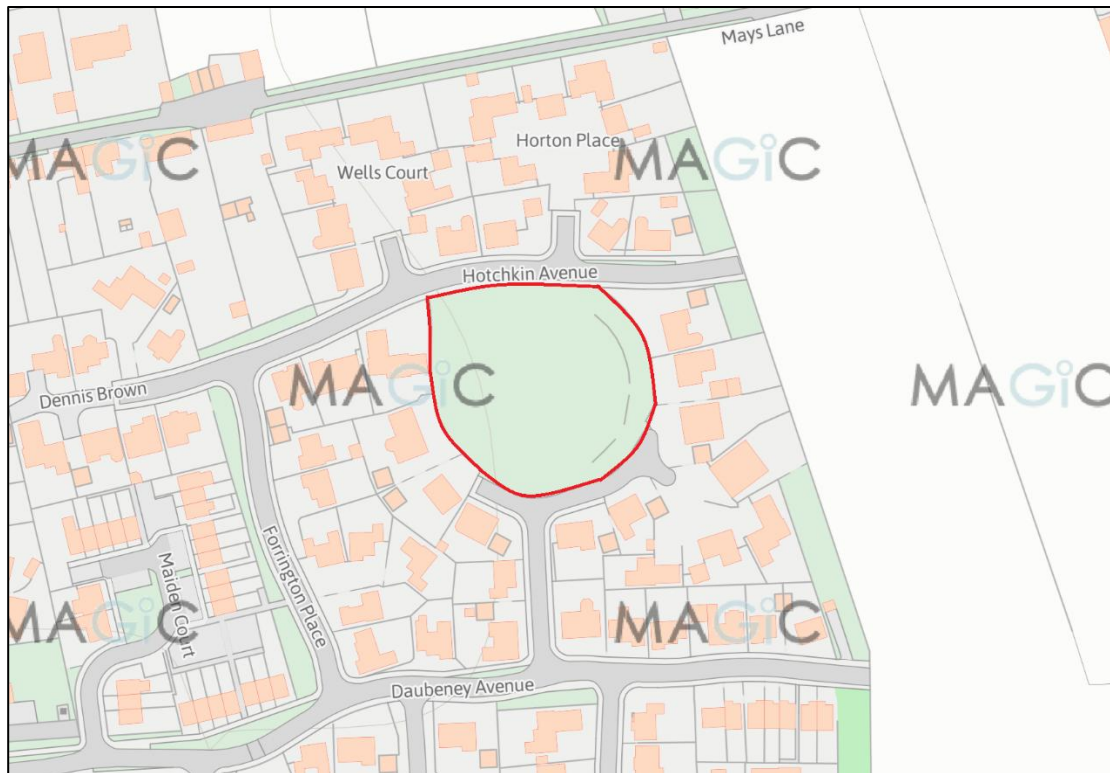 Mays Lane
Horton Place
MAGiC
MAGiC
Wells Court
Hotchkin Avenue
MAGiC
MAGiC
Dennis Brown
Forrington Place
Maiden Court
MAGiC
MAGiC
Daubeney Avenue